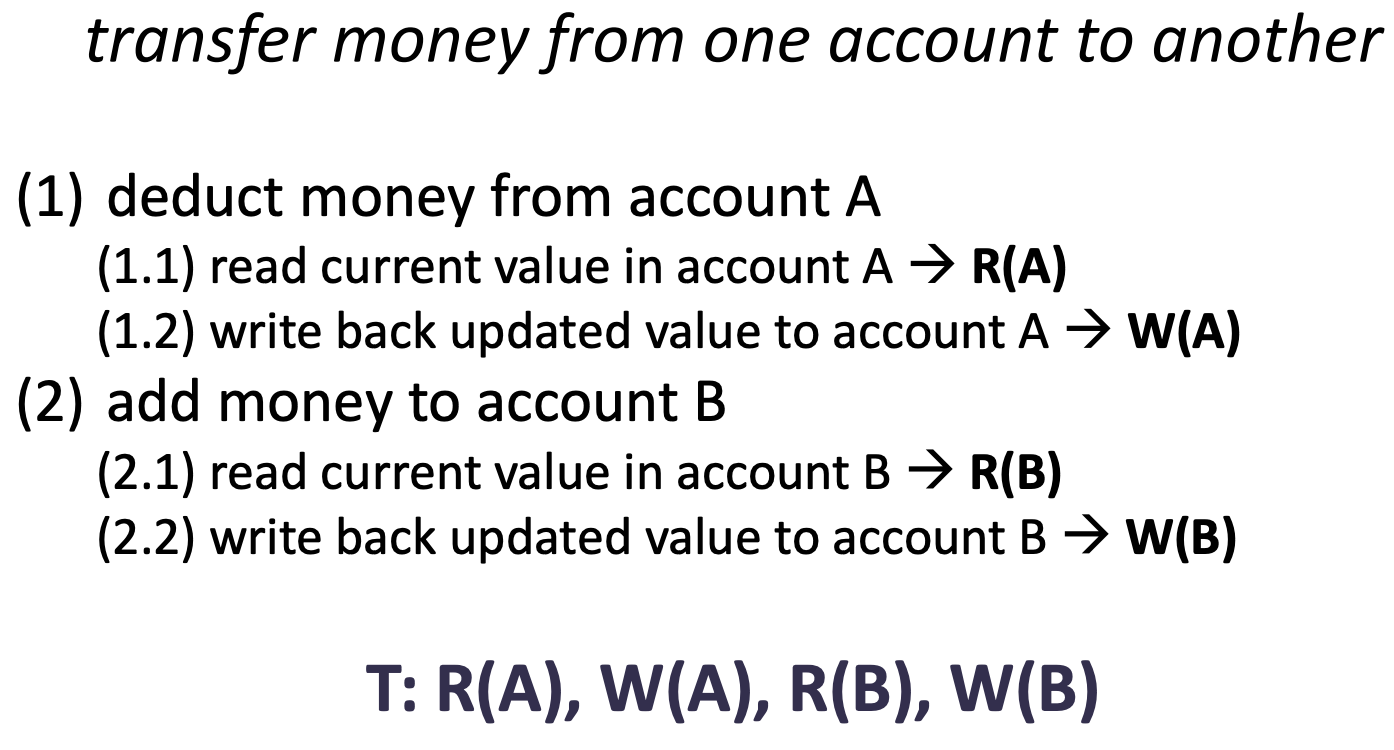 transfer money from one account to another
(1) deduct money from account A
(1.1) read current value in account A → R(A)
(1.2) write back updated value to account A → W(A)
(2) add money to account B
(2.1) read current value in account B → R(B)
(2.2) write back updated value to account B → W(B)
T: R(A), W(A), R(B), W(B)